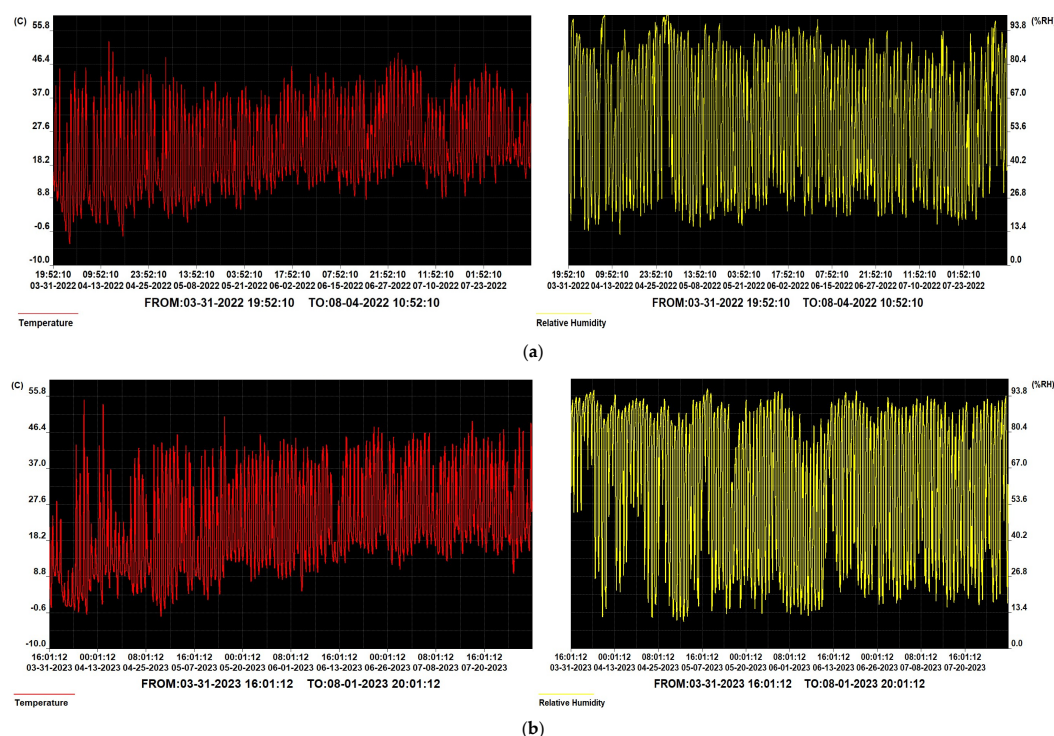 (C) (%RH
55.8 93.8
46.4 80.4
37.0 67.0
27.6 53.6
18.2 40.2
8.8 26.8
-0.6 13.4
-10.0 0.0
19:52:10 09:52:10 23:52:10 13:52:10 03:52:10 17:52:10 07:52:10 21:52:10 11:52:10 01:52:10 19:52:10 09:52:10 23:52:10 13:52:10 03:52:10 17:52:10 07:52:10 21:52:10 11:52:10 01:52:10
03-31-2022 04-13-2022 04-25-2022 05-08-2022 05-21-2022 06-02-2022 06-15-2022 06-27-2022 07-10-2022 07-23-2022 03-31-2022 04-13-2022 04-25-2022 05-08-2022 05-21-2022 06-02-2022 06-15-2022 06-27-2022 07-10-2022 07-23-2022
FROM:03-31-2022 19:52:10 TO:08-04-2022 10:52:10 FROM:03-31-2022 19:52:10 TO:08-04-2022 10:52:10
Temperature Relative Humidity
(a)
(C) (%RH)
55.8 93.8
46.4 80.4
37.0 67.0
27.6 53.6
18.2 40.2
8.8 26.8
-0.6 13.4
-10.0 0.0
16:01:12 00:01:12 08:01:12 16:01:12 00:01:12 08:01:12 16:01:12 00:01:12 08:01:12 16:01:12 16:01:12 00:01:12 08:01:12 16:01:12 00:01:12 08:01:12 16:01:12 00:01:12 08:01:12 16:01:12
03-31-2023 04-13-2023 04-25-2023 05-07-2023 05-20-2023 06-01-2023 06-13-2023 06-26-2023 07-08-2023 07-20-2023 03-31-2023 04-13-2023 04-25-2023 05-07-2023 05-20-2023 06-01-2023 06-13-2023 06-26-2023 07-08-2023 07-20-2023
FROM:03-31-2023 16:01:12 TO:08-01-2023 20:01:12 FROM:03-31-2023 16:01:12 TO:08-01-2023 20:01:12
Temperature Relative Humidity
(b)